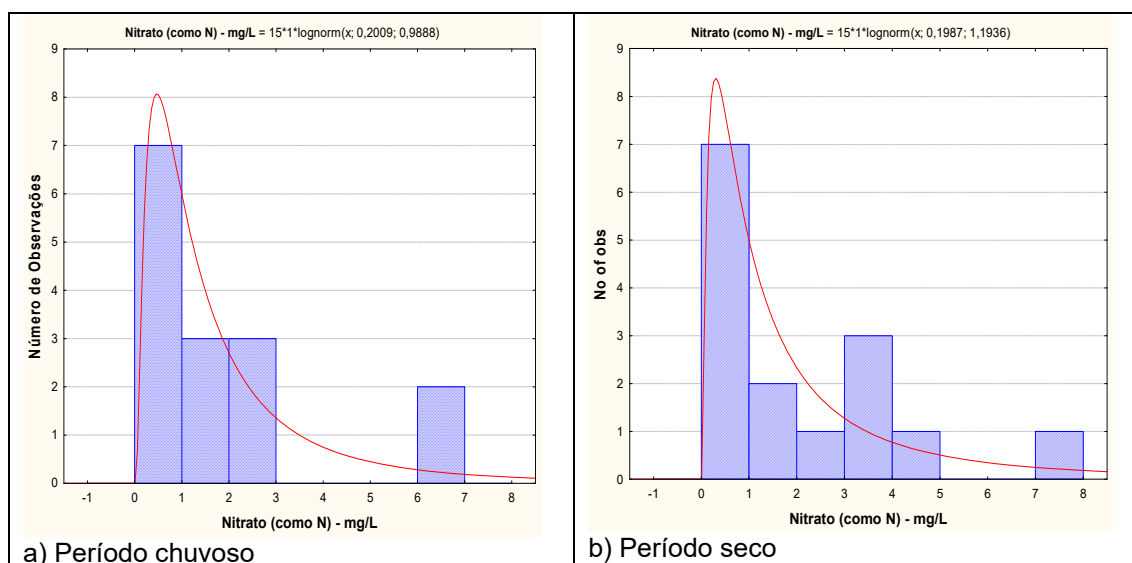 Nitrato (como N) - mg/L = 15*1*lognorm(x; 0,2009; 0,9888)
9
8
7
6
5
4
3
2
1
0
Número de Observações
-1 0 1 2 3 4 5 6 7 8
Nitrato (como N) - mg/L
a) Período chuvoso
Nitrato (como N) - mg/L = 15*1*lognorm(x; 0,1987; 1,1936)
9
8
7
6
5
4
3
2
1
0
No of obs
-1 0 1 2 3 4 5 6 7 8
Nitrato (como N) - mg/L
b) Período seco